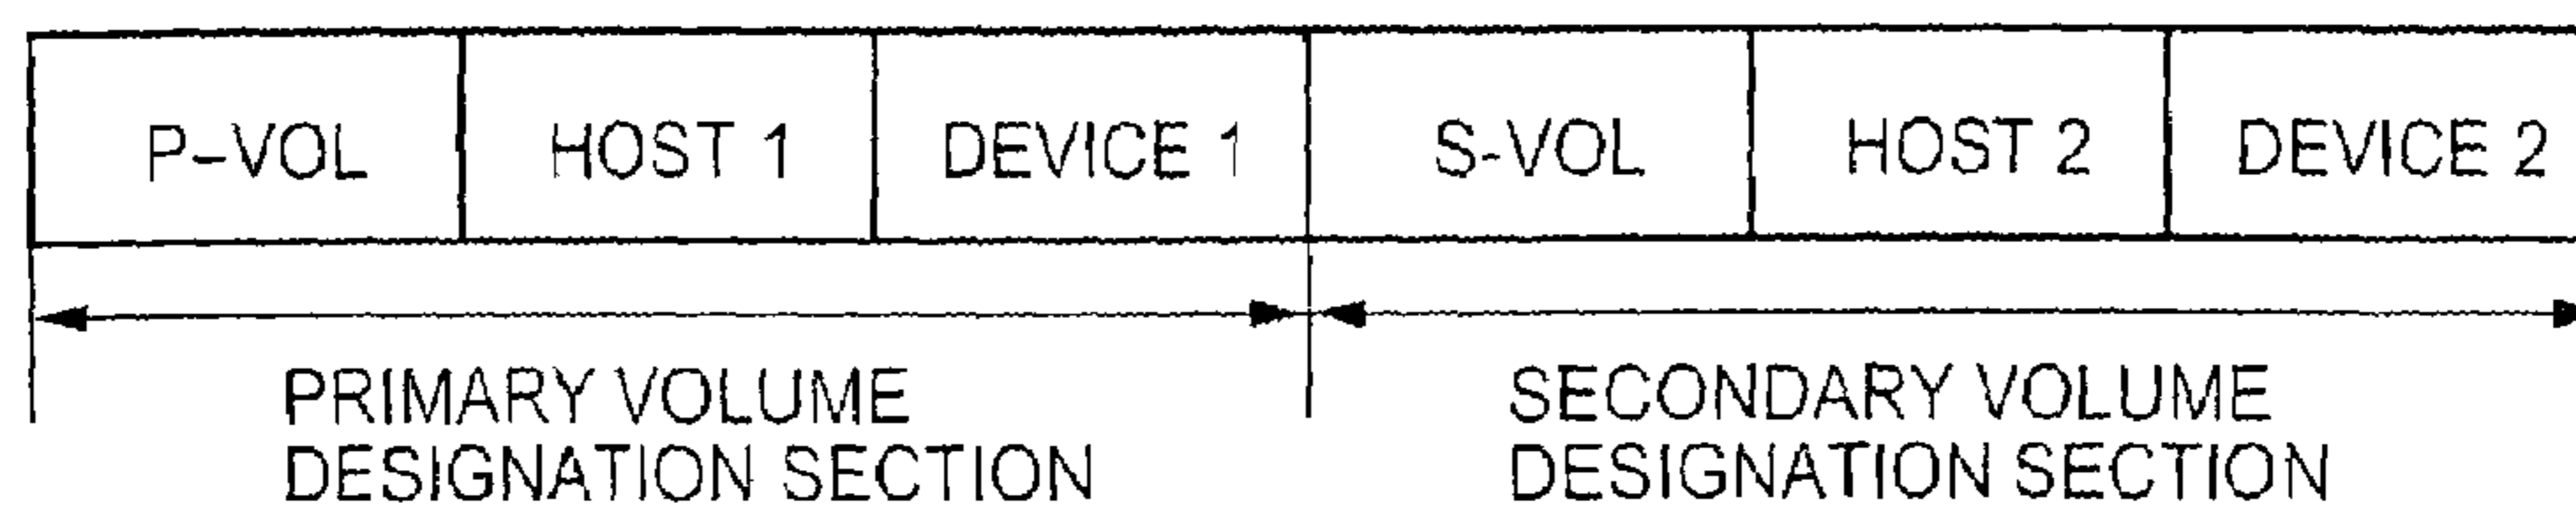 P-VOL HOST 1 DEVICE 1 S-VOL HOST 2 DEVICE 2
PRIMARY VOLUME
DESIGNATION SECTION
SECONDARY VOLUME
DESIGNATION SECTION